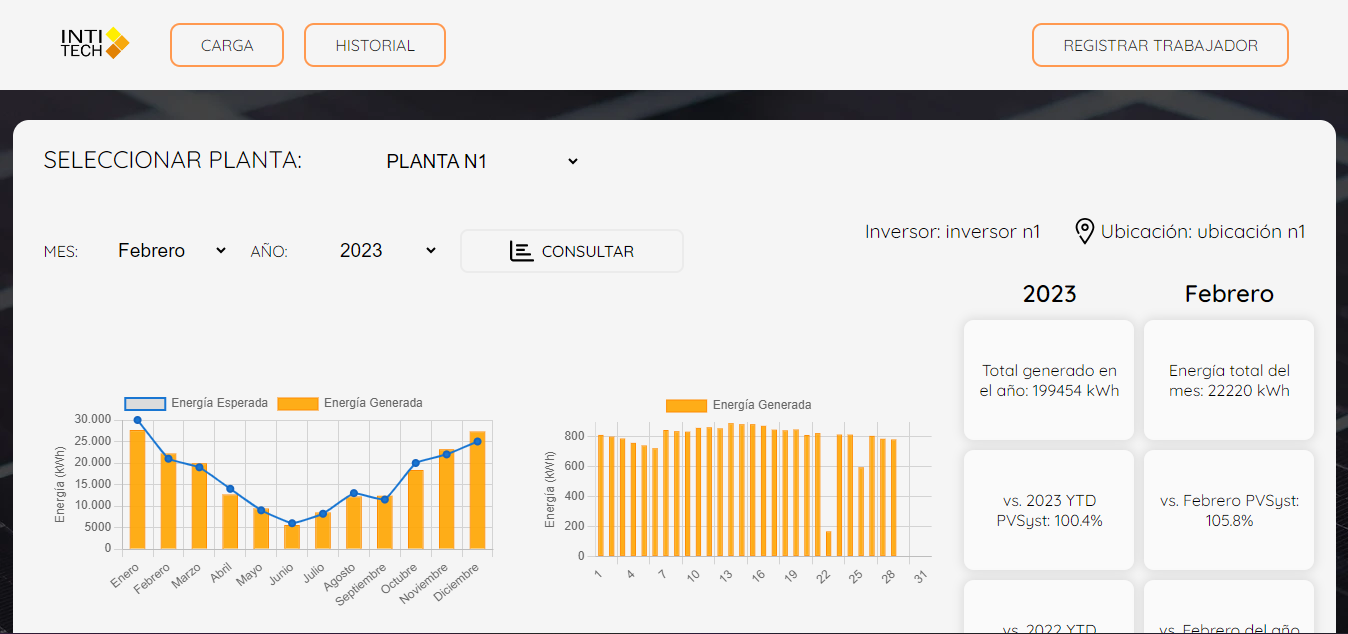 INTI
TECH
CARGA
HISTORIAL
REGISTRAR TRABAJADOR
SELECCIONAR PLANTA:
PLANTA N1
MES:
Febrero
AÑO:
2023
CONSULTAR
Inversor: inversor n1
Ubicación: ubicación n1
Energía Esperada
Energía Generada
Energía (kWh)
30.000
25.000
20.000
15.000
10.000
5000
0
Enero
Febrero
Marzo
Abril
Mayo
Junio
Julio
Agosto
Septiembre
Octubre
Noviembre
Diciembre
Energía Generada
Energía (kWh)
800
600
400
200
0
1
4
7
10
13
16
19
22
25
28
31
2023
Total generado en
el año: 199454 kWh
vs. 2023 YTD
PVSyst: 100.4%
vs. 2022 YTD
Febrero
Energía total del
mes: 22220 kWh
vs. Febrero PVSyst:
105.8%
vs. Febrero del año